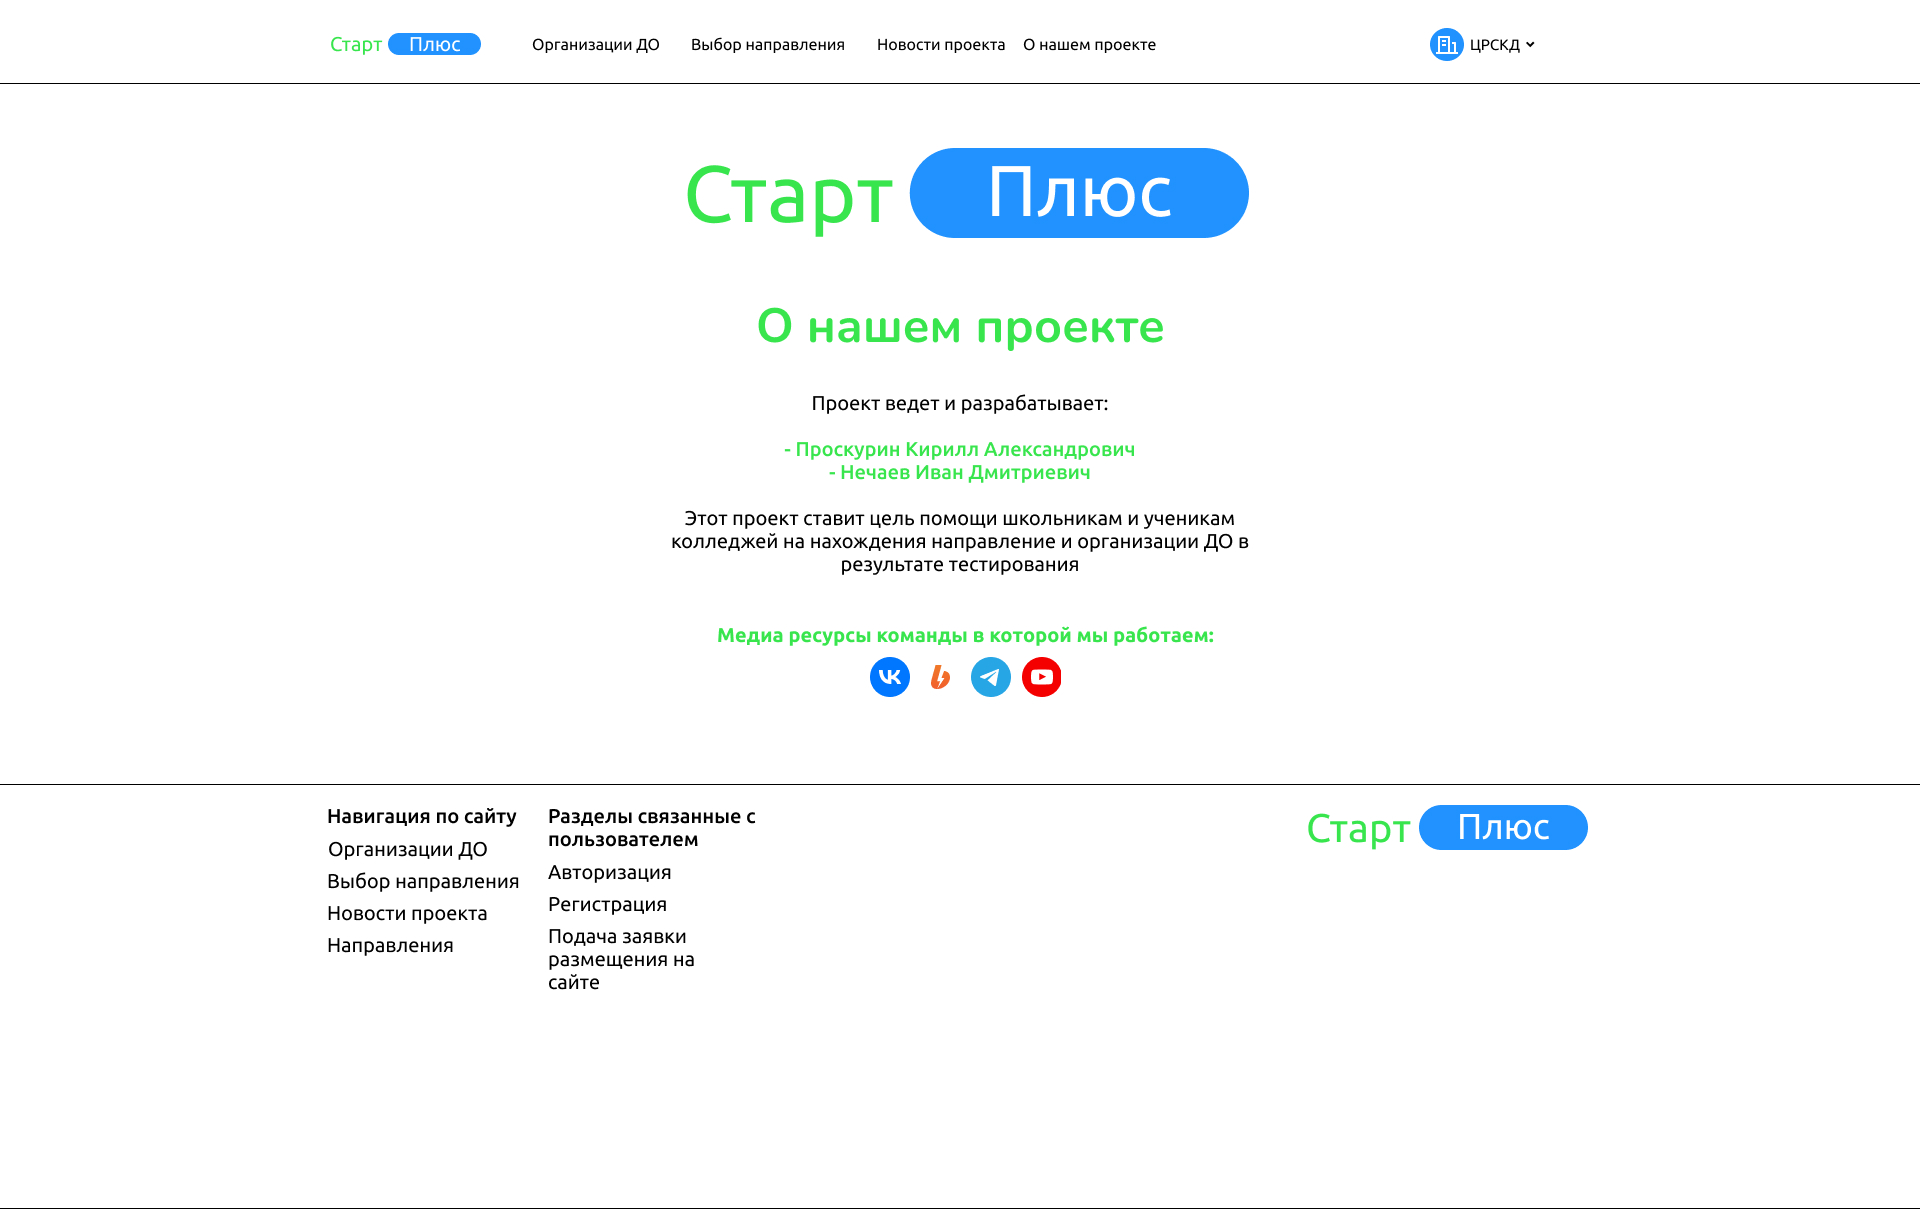 Старт Плюс
Организации ДО
Выбор направления
Новости проекта
О нашем проекте
ЦРСКД
Старт Плюс
О нашем проекте
Проект ведет и разрабатывает:
- Проскурин Кирилл Александрович
- Нечаев Иван Дмитриевич
Этот проект ставит цель помощи школьникам и ученикам
колледжей на нахождения направление и организации ДО в
результате тестирования
Медиа ресурсы команды в которой мы работаем:
Навигация по сайту
Организации ДО
Выбор направления
Новости проекта
Направления
Разделы связанные с
пользователем
Авторизация
Регистрация
Подача заявки
размещения на
сайте
Старт Плюс